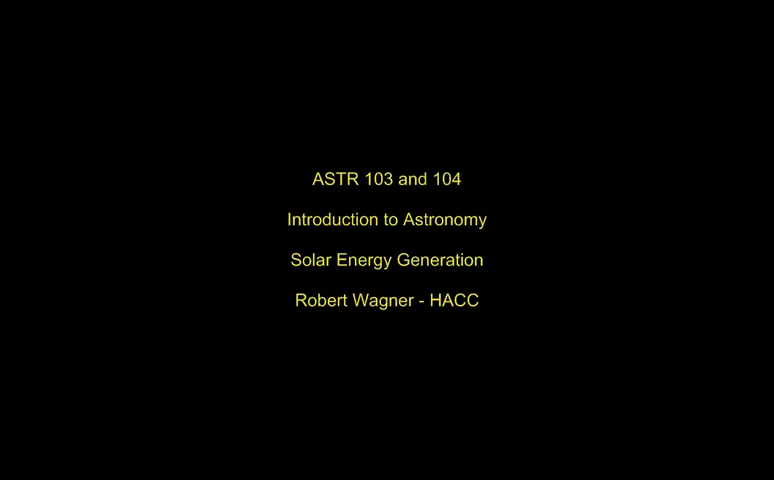 ASTR 103 and 104
Introduction to Astronomy
Solar Energy Generation
Robert Wagner - HACC